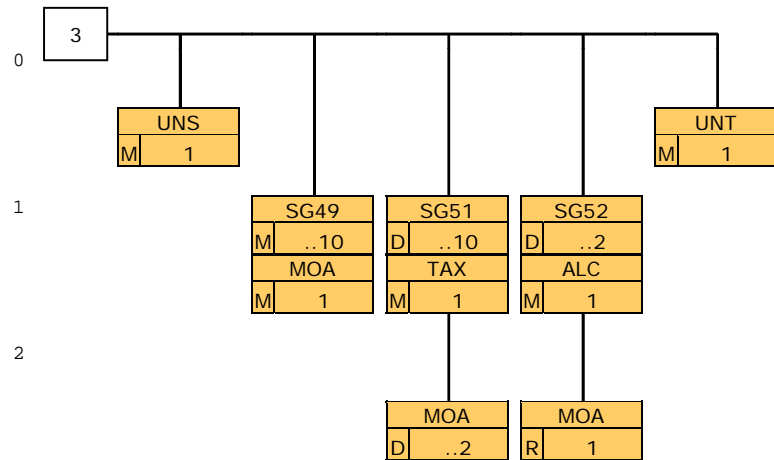 3
0
UNS UNT
M 1 M 1
1
SG49 SG51 SG52
M ..10 D ..10 D ..2
MOA TAX ALC
M 1 M 1 M 1
2
MOA MOA
D ..2 R 1